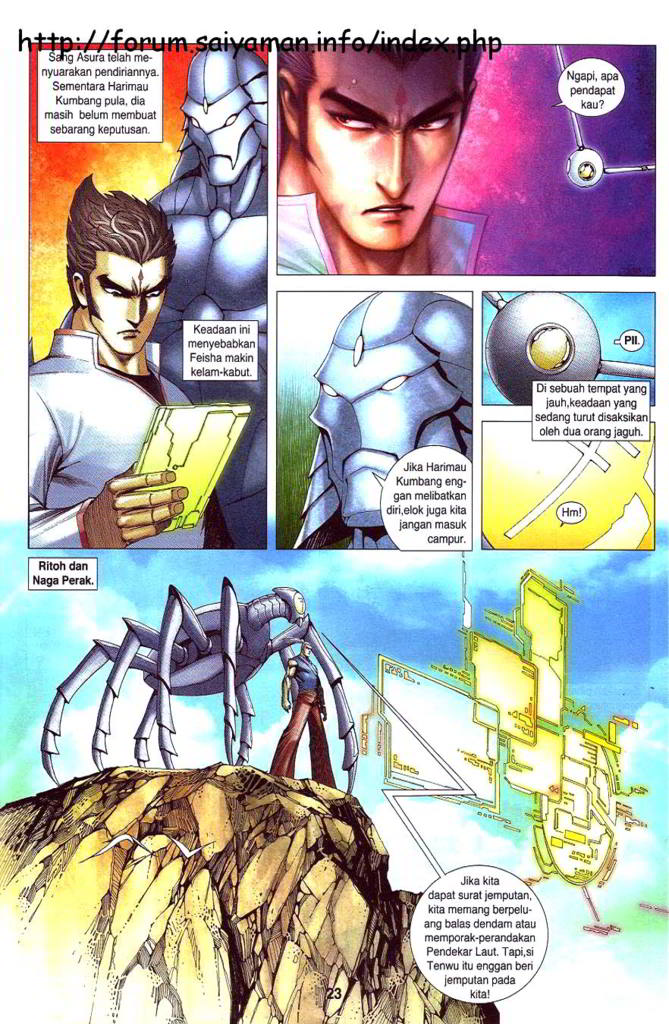 http://forum.saiyaman.info/index.php
Sang Asura telah me-
nyuarakan pendiriannya.
Sementara Harimau
Kumbang pula, dia
masih belum membuat
sebarang keputusan.
Ngapi, apa
pendapat
kau?
Keadaan ini
menyebabkan
Feisha makin
kelam-kabut.
Jika Harimau
Kumbang eng-
gan melibatkan
diri,elok juga kita
jangan masuk
campur.
PII.
Di sebuah tempat yang
jauh,keadaan yang
sedang turut disaksikan
oleh dua orang jaguh.
Hm!
Ritoh dan
Naga Perak.
Jika kita
dapat surat jemputan,
kita memang berpelu-
ang balas dendam atau
memporak-perandakan
Pendekar Laut. Tapi,si
Tenwu itu enggan beri
jemputan pada
kita!
23